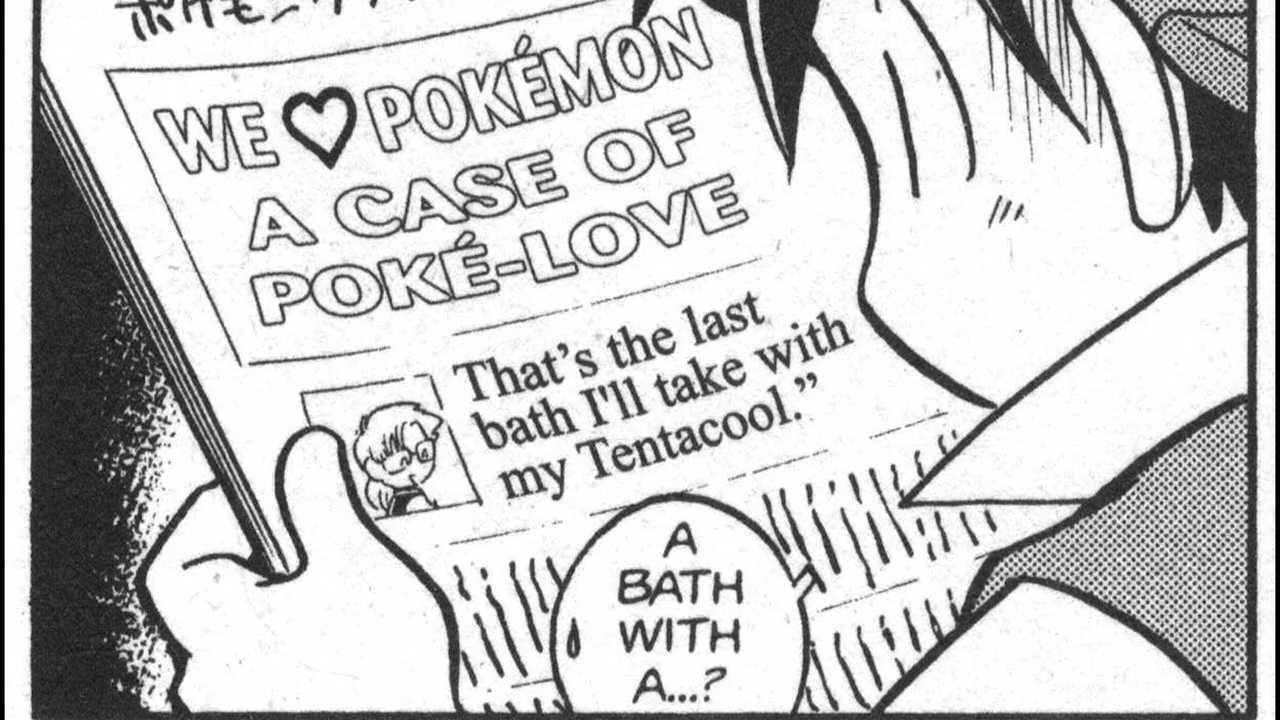 WE ♡ POKÉMON
A CASE OF
POKÉ-LOVE
That's the last
bath I'll take with
my Tentacool.”
A
BATH
WITH
A...?